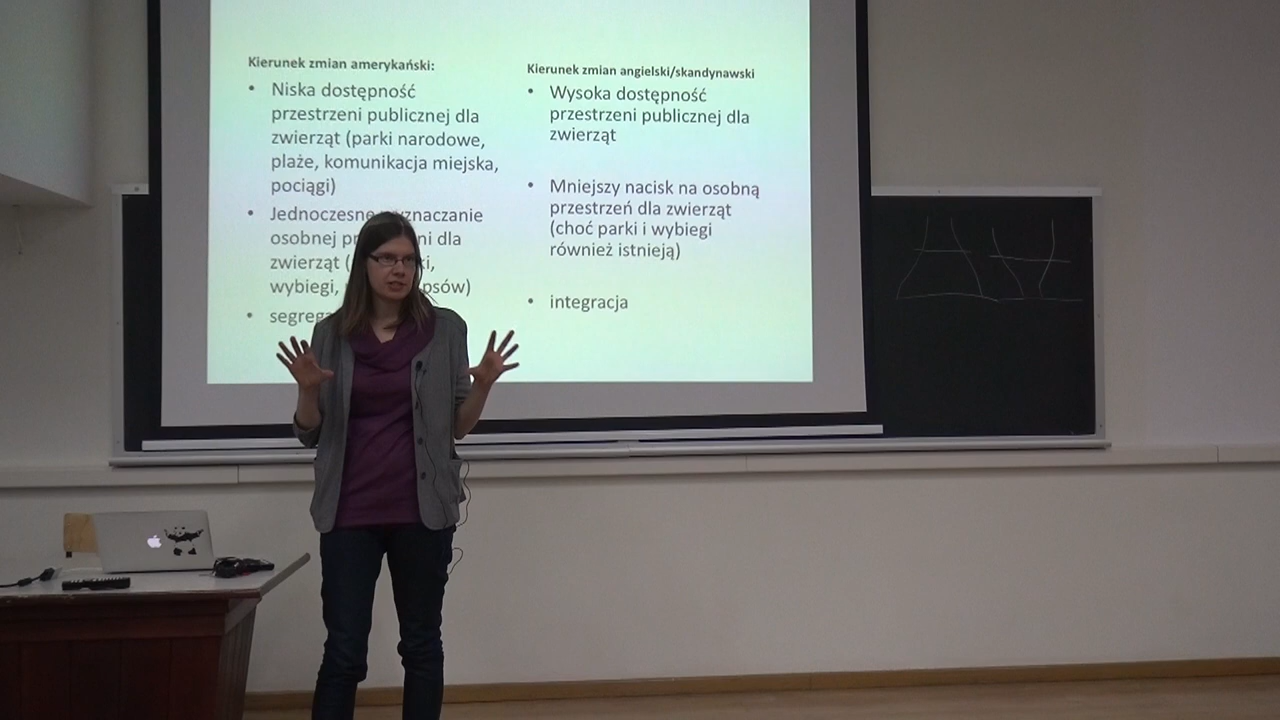 Kierunek zmian amerykański:
• Niska dostępność
przestrzeni publicznej dla
zwierząt (parki narodowe,
plaże, komunikacja miejska,
pociągi)
• Jednoczesne
osobnej dla
zwierząt
wybiegi, psów)
•
Kierunek zmian angielski/skandynawski
• Wysoka dostępność
przestrzeni publicznej dla
zwierząt
• Mniejszy nacisk na osobną
przestrzeń dla zwierząt
(choć parki i wybiegi
również istnieją)
• integracja